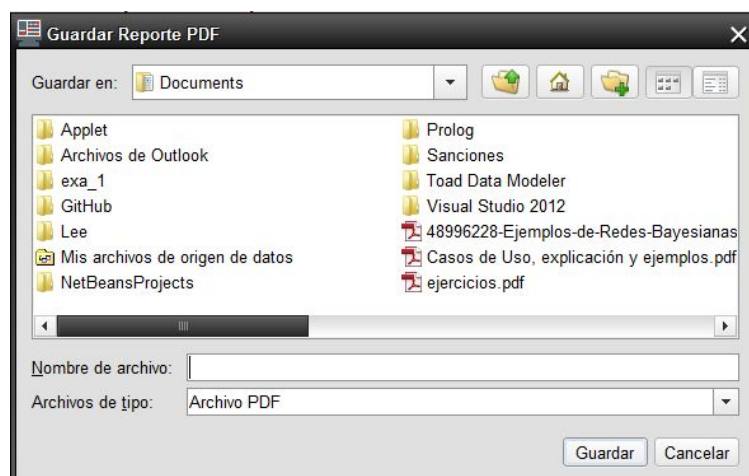 Guardar Reporte PDF
Guardar en:
Documents
Applet
Archivos de Outlook
exa_1
GitHub
Lee
Mis archivos de origen de datos
NetBeansProjects
Prolog
Sanciones
Toad Data Modeler
Visual Studio 2012
48996228-Ejemplos-de-Redes-Bayesianas
Casos de Uso, explicación y ejemplos.pdf
ejercicios.pdf
Nombre de archivo:
Archivos de tipo:
Archivo PDF
Guardar
Cancelar